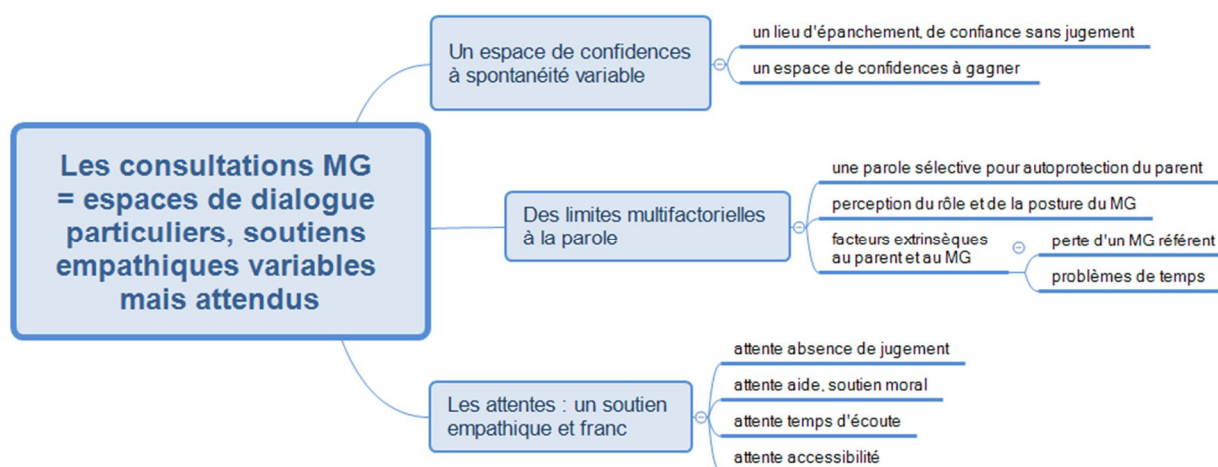 Les consultations MG
= espaces de dialogue
particuliers, soutiens
empathiques variables
mais attendus
Un espace de confidences
à spontanéité variable
un lieu d'épanchement, de confiance sans jugement
un espace de confidences à gagner
Des limites multifactorielles
à la parole
une parole sélective pour autoprotection du parent
perception du rôle et de la posture du MG
facteurs extrinsèques
au parent et au MG
perte d'un MG référent
problèmes de temps
Les attentes : un soutien
empathique et franc
attente absence de jugement
attente aide, soutien moral
attente temps d'écoute
attente accessibilité